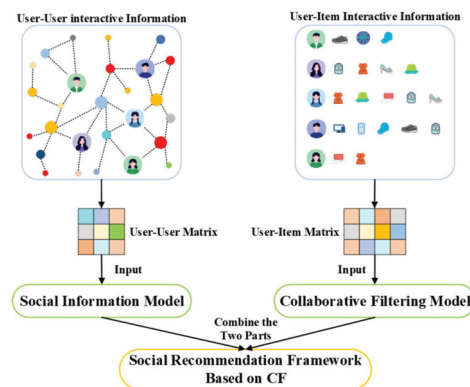 User-User interactive Information
User-Item Interactive Information
User-User Matrix
User-Item Matrix
Input
Input
Social Information Model
Collaborative Filtering Model
Combine the
Two Parts
Social Recommendation Framework
Based on CF